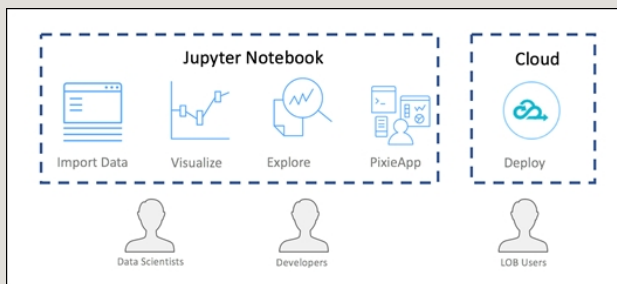 Jupyter Notebook
Cloud
Import Data
Visualize
Explore
PixieApp
Deploy
Data Scientists
Developers
LOB Users